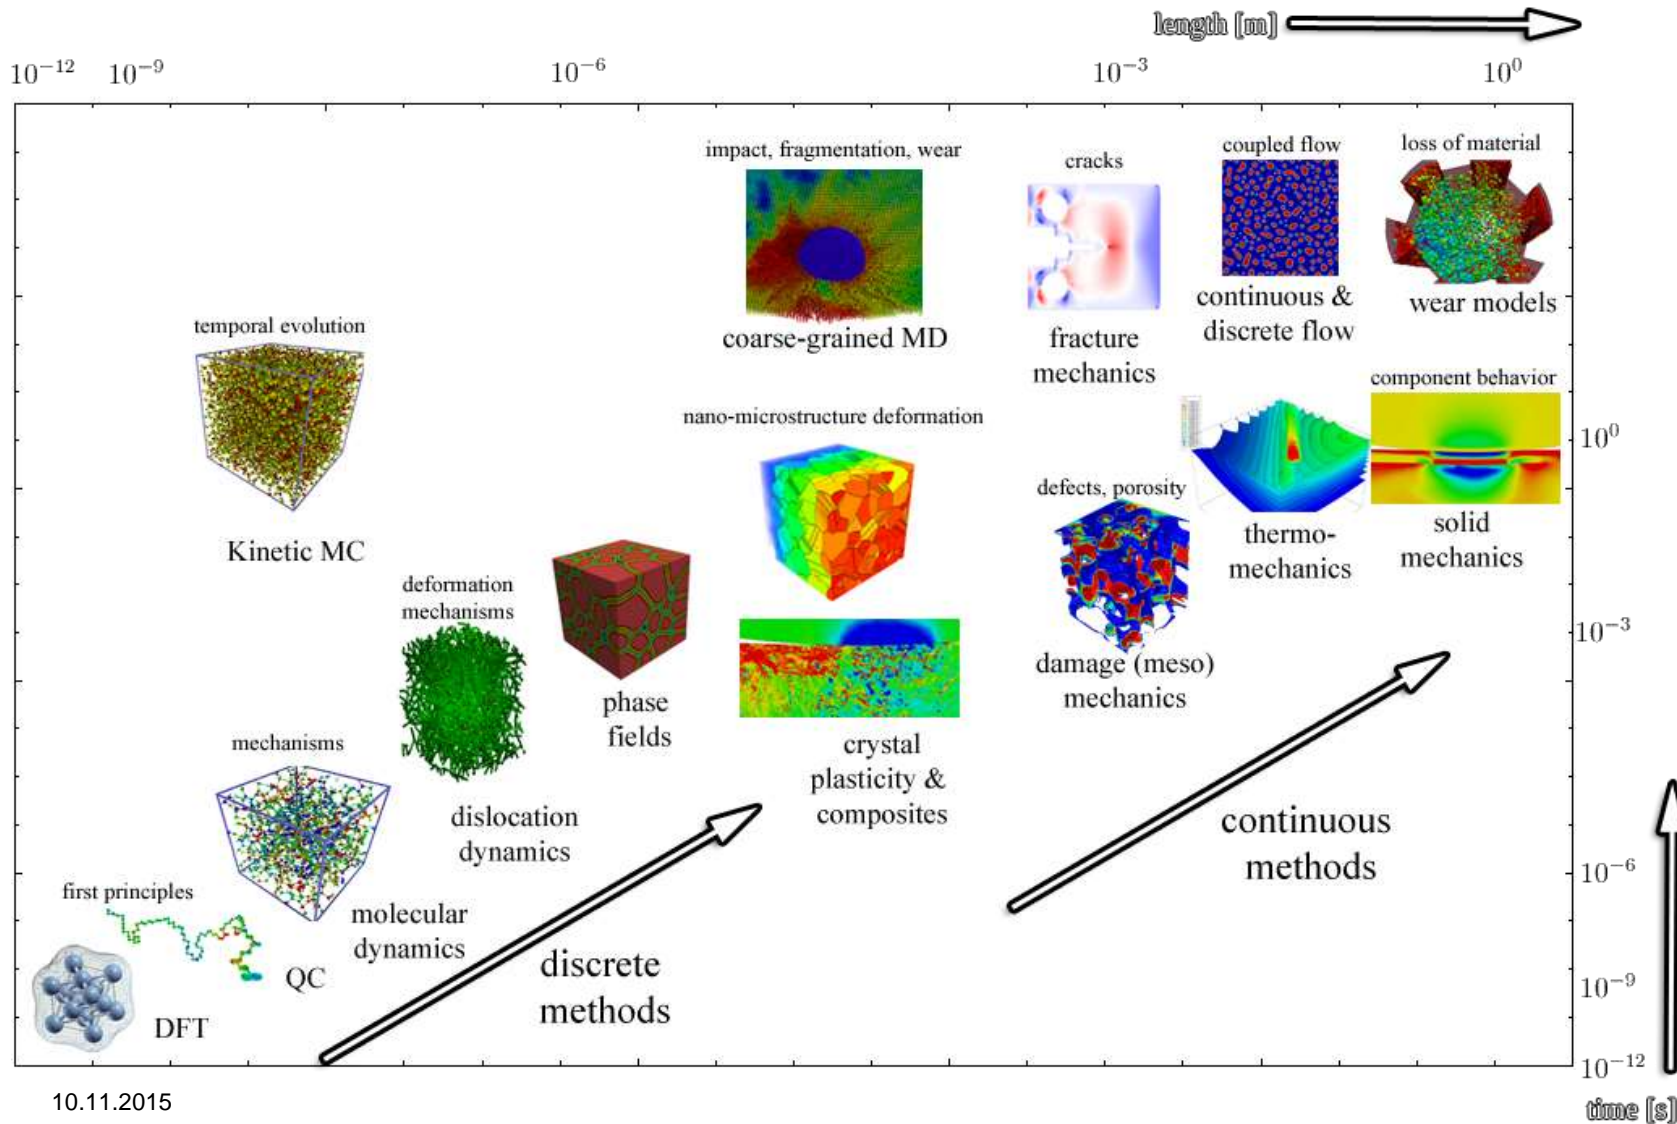 length [m]
10^{-12} 10^{-9} 10^{-6} 10^{-3} 10^{0}
impact, fragmentation, wear
coarse-grained MD
cracks
fracture
mechanics
coupled flow
continuous &
discrete flow
loss of material
wear models
temporal evolution
Kinetic MC
nano-microstructure deformation
crystal
plasticity &
composites
component behavior
solid
mechanics
thermo-
mechanics
defects, porosity
damage (meso)
mechanics
deformation
mechanisms
dislocation
dynamics
phase
fields
mechanisms
molecular
dynamics
first principles
QC
DFT
discrete
methods
continuous
methods
10^{0}
10^{-3}
10^{-6}
10^{-9}
10^{-12}
time [s]
10.11.2015